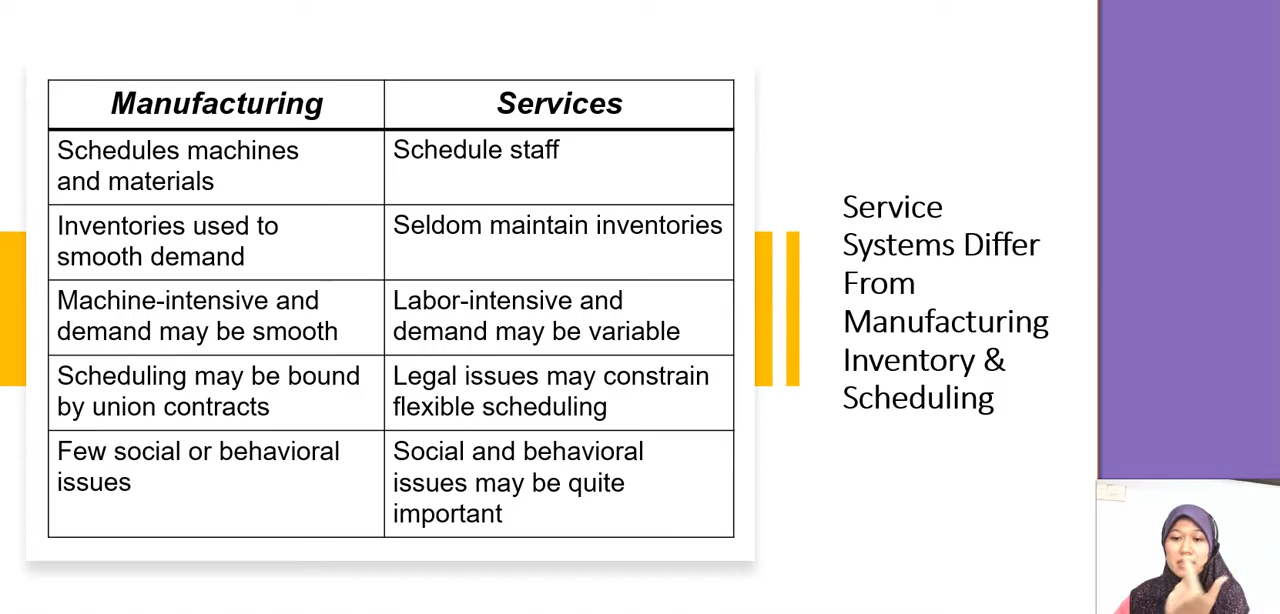 Manufacturing
Services
Schedules machines
and materials
Schedule staff
Inventories used to
smooth demand
Seldom maintain inventories
Machine-intensive and
demand may be smooth
Labor-intensive and
demand may be variable
Scheduling may be bound
by union contracts
Legal issues may constrain
flexible scheduling
Few social or behavioral
issues
Social and behavioral
issues may be quite
important
Service
Systems Differ
From
Manufacturing
Inventory &
Scheduling